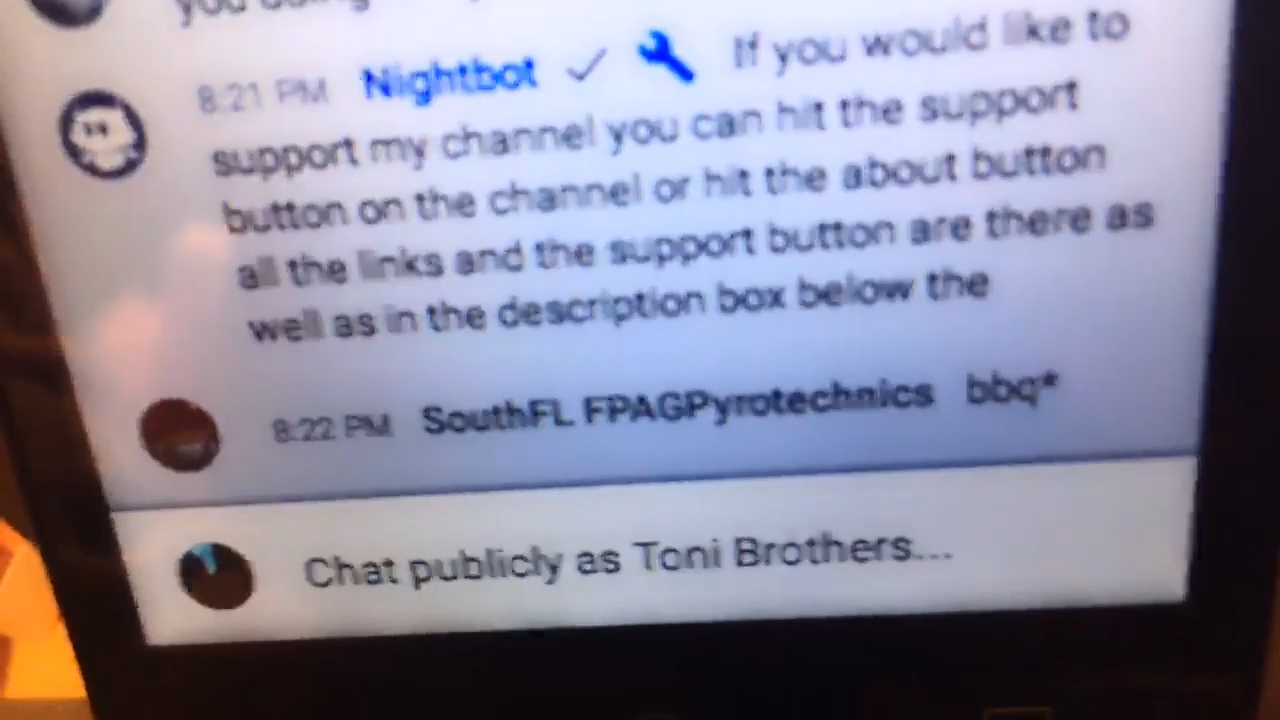 8:21 PM Nightbot ✓ If you would like to
support my channel you can hit the support
button on the channel or hit the about button
all the links and the support button are there as
well as in the description box below the
8:22 PM SouthFL FPAGPyrotechnics bbq*
Chat publicly as Toni Brothers...